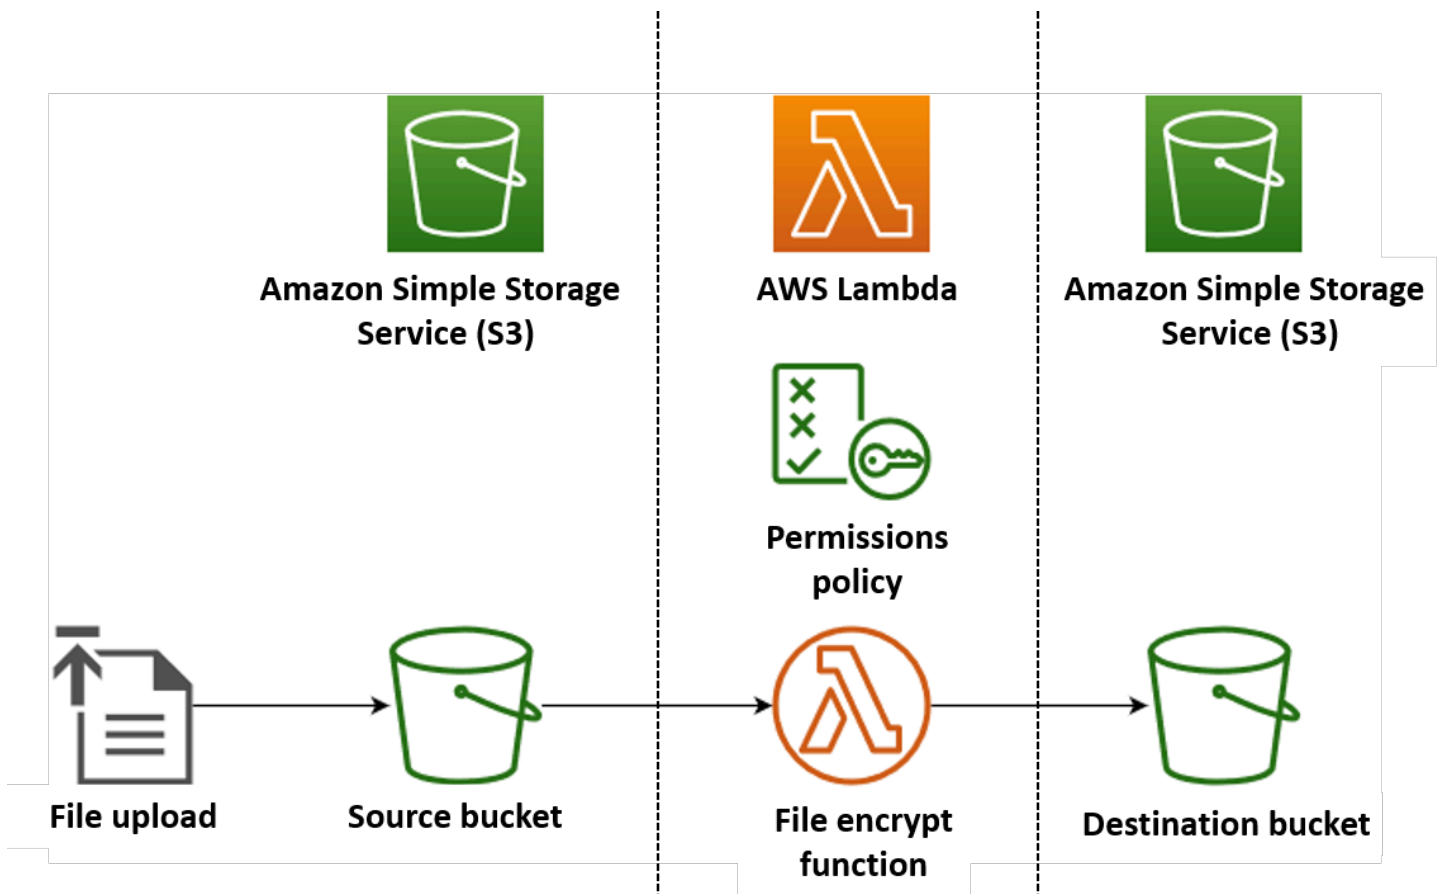 Amazon Simple Storage
Service (S3)
AWS Lambda
Amazon Simple Storage
Service (S3)
Permissions
policy
File upload
Source bucket
File encrypt
function
Destination bucket